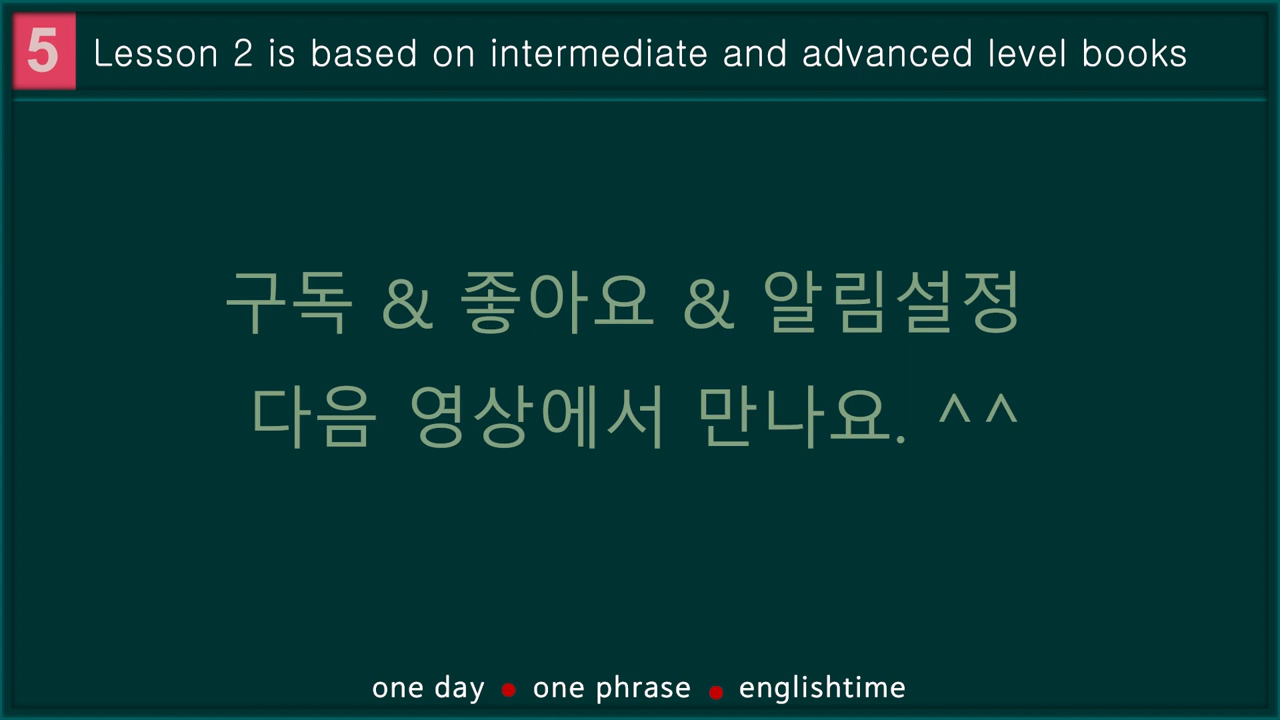 5 Lesson 2 is based on intermediate and advanced level books
구독 & 좋아요 & 알림설정
다음 영상에서 만나요. ^^
one day ● one phrase ● englishtime